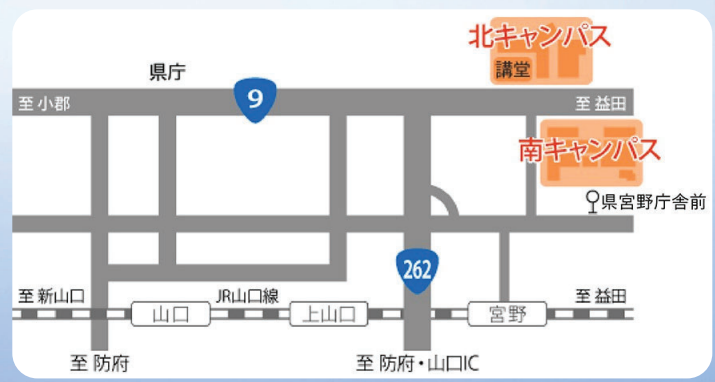 北キャンパス
講堂
県庁
9
至 小郡
至 益田
南キャンパス
県宮野庁舎前
262
至 新山口
JR山口線
至 益田
山口
上山口
宮野
至 防府
至 防府・山口IC